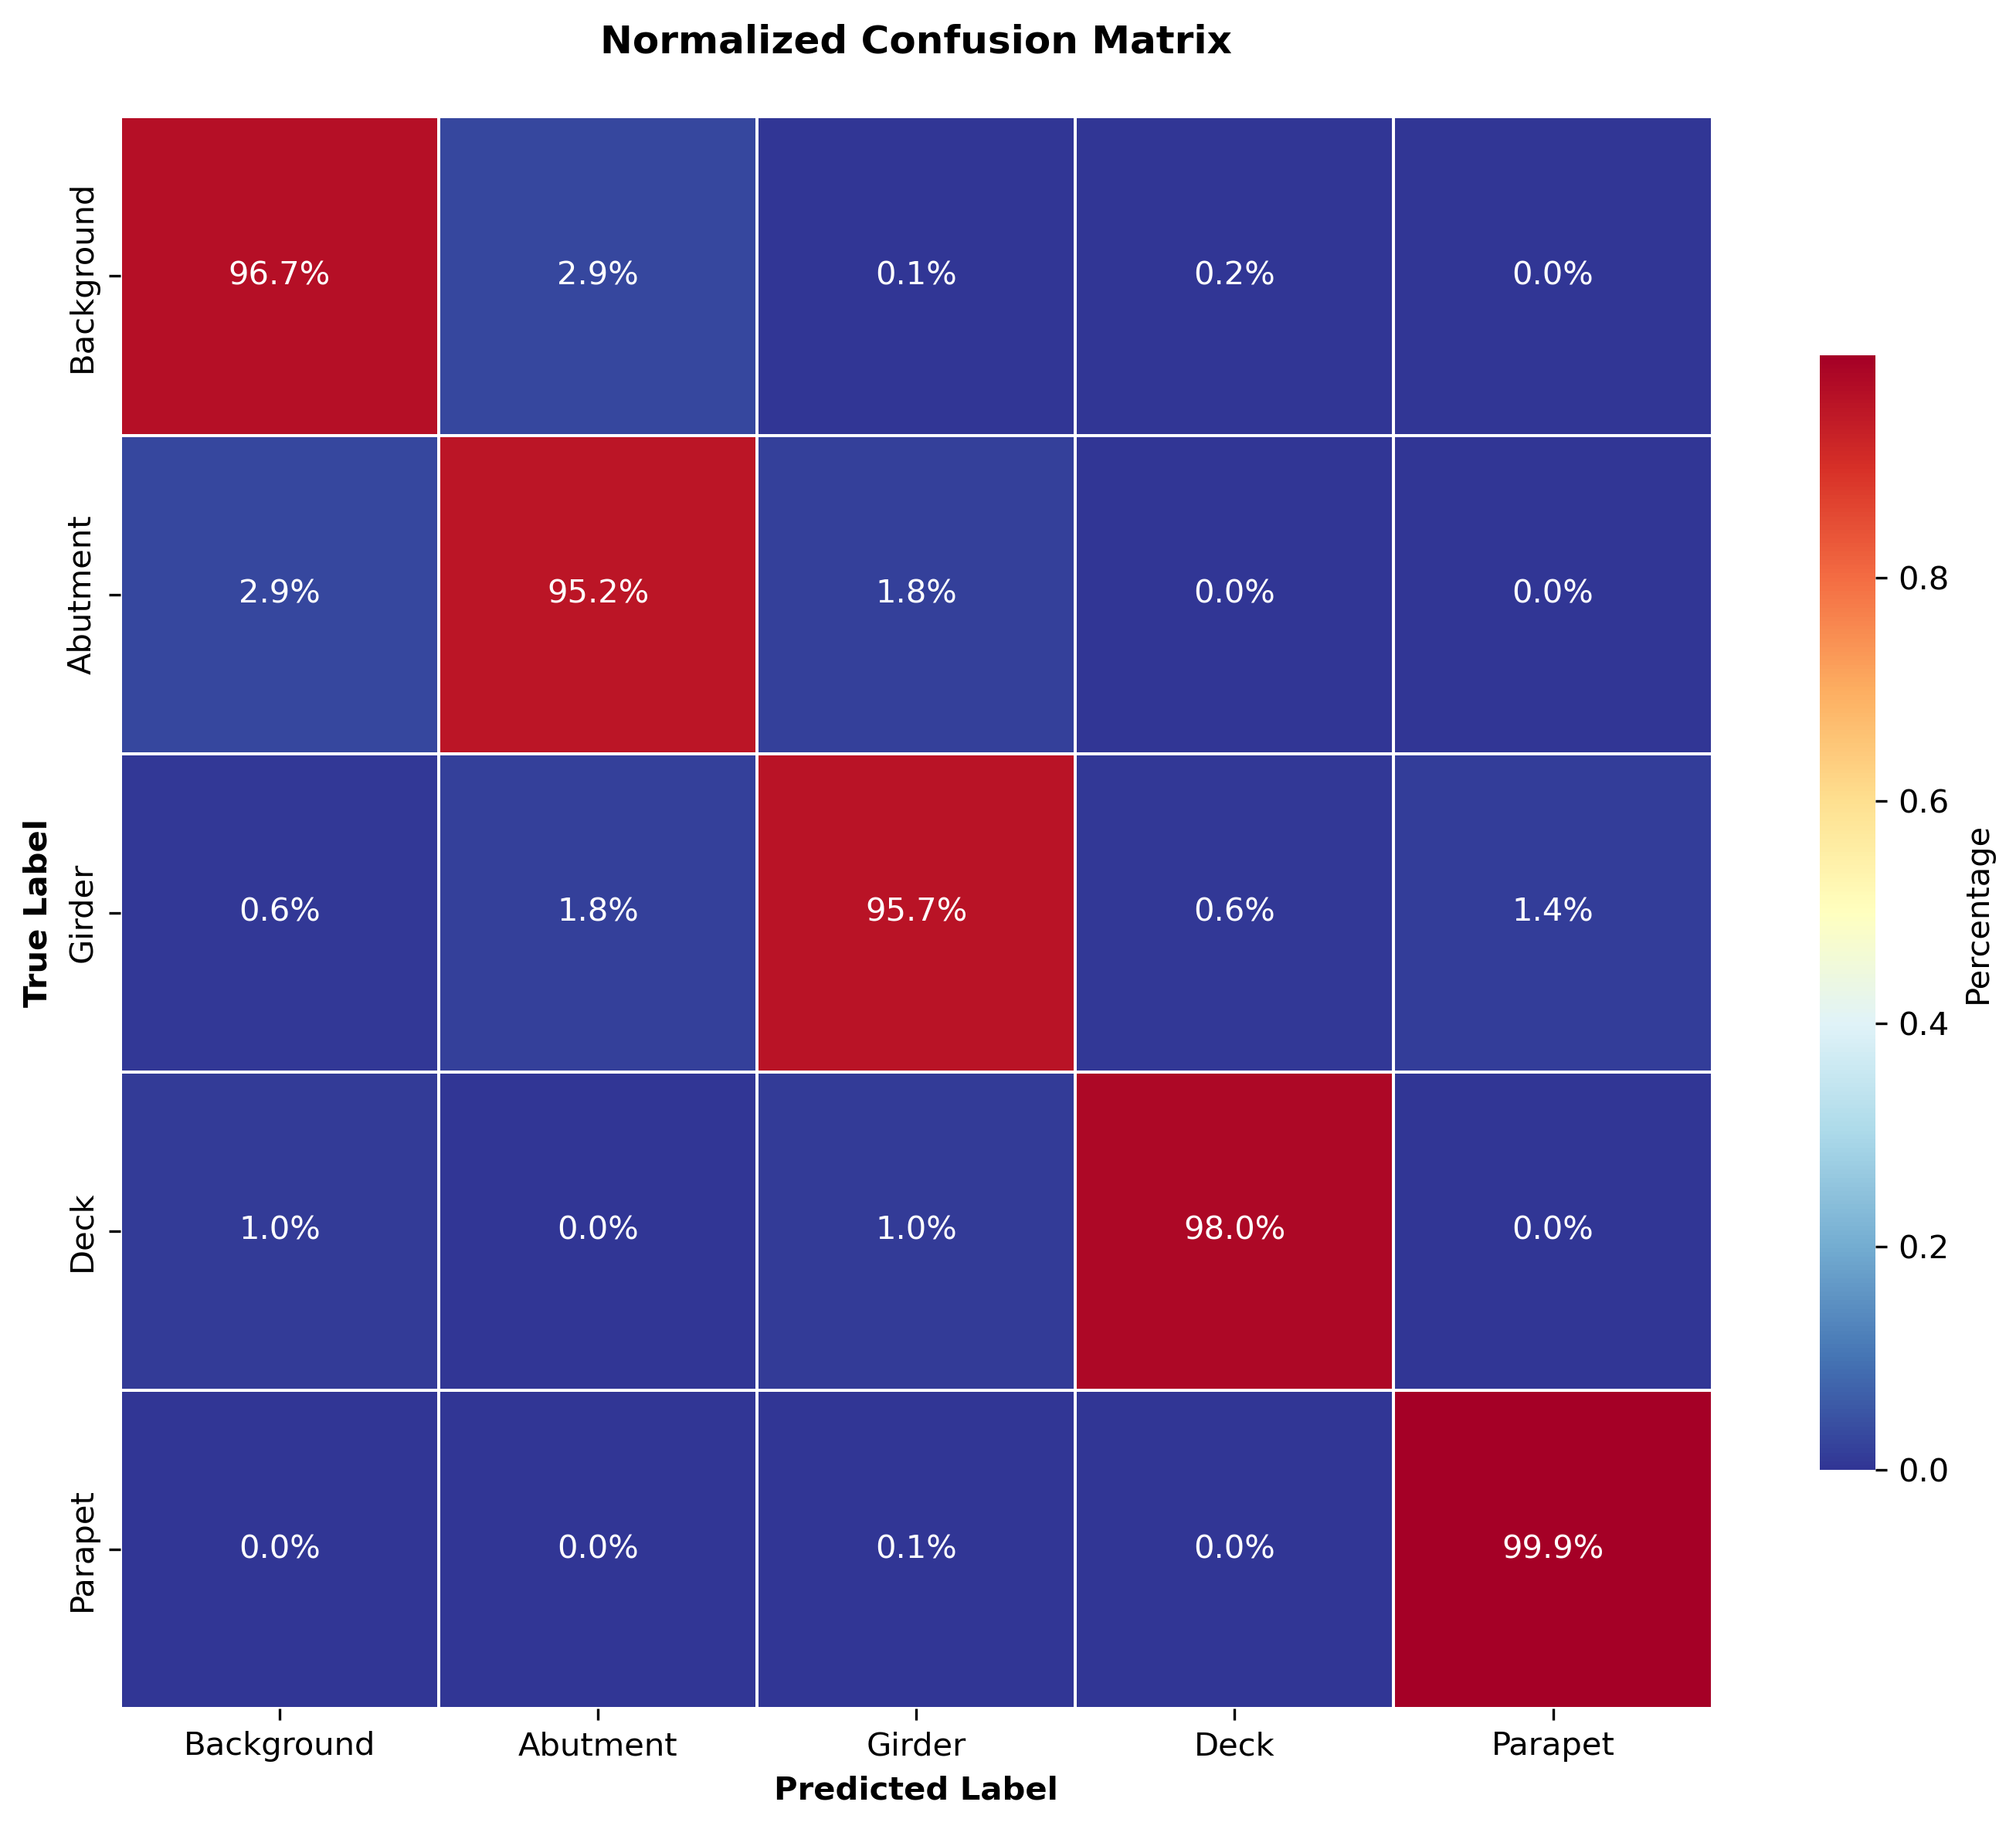 Normalized Confusion Matrix
Background
96.7%
2.9%
0.1%
0.2%
0.0%
Abutment
2.9%
95.2%
1.8%
0.0%
0.0%
Girder
0.6%
1.8%
95.7%
0.6%
1.4%
Deck
1.0%
0.0%
1.0%
98.0%
0.0%
Parapet
0.0%
0.0%
0.1%
0.0%
99.9%
True Label
Background
Abutment
Girder
Deck
Parapet
Predicted Label
0.8
0.6
0.4
0.2
0.0
Percentage